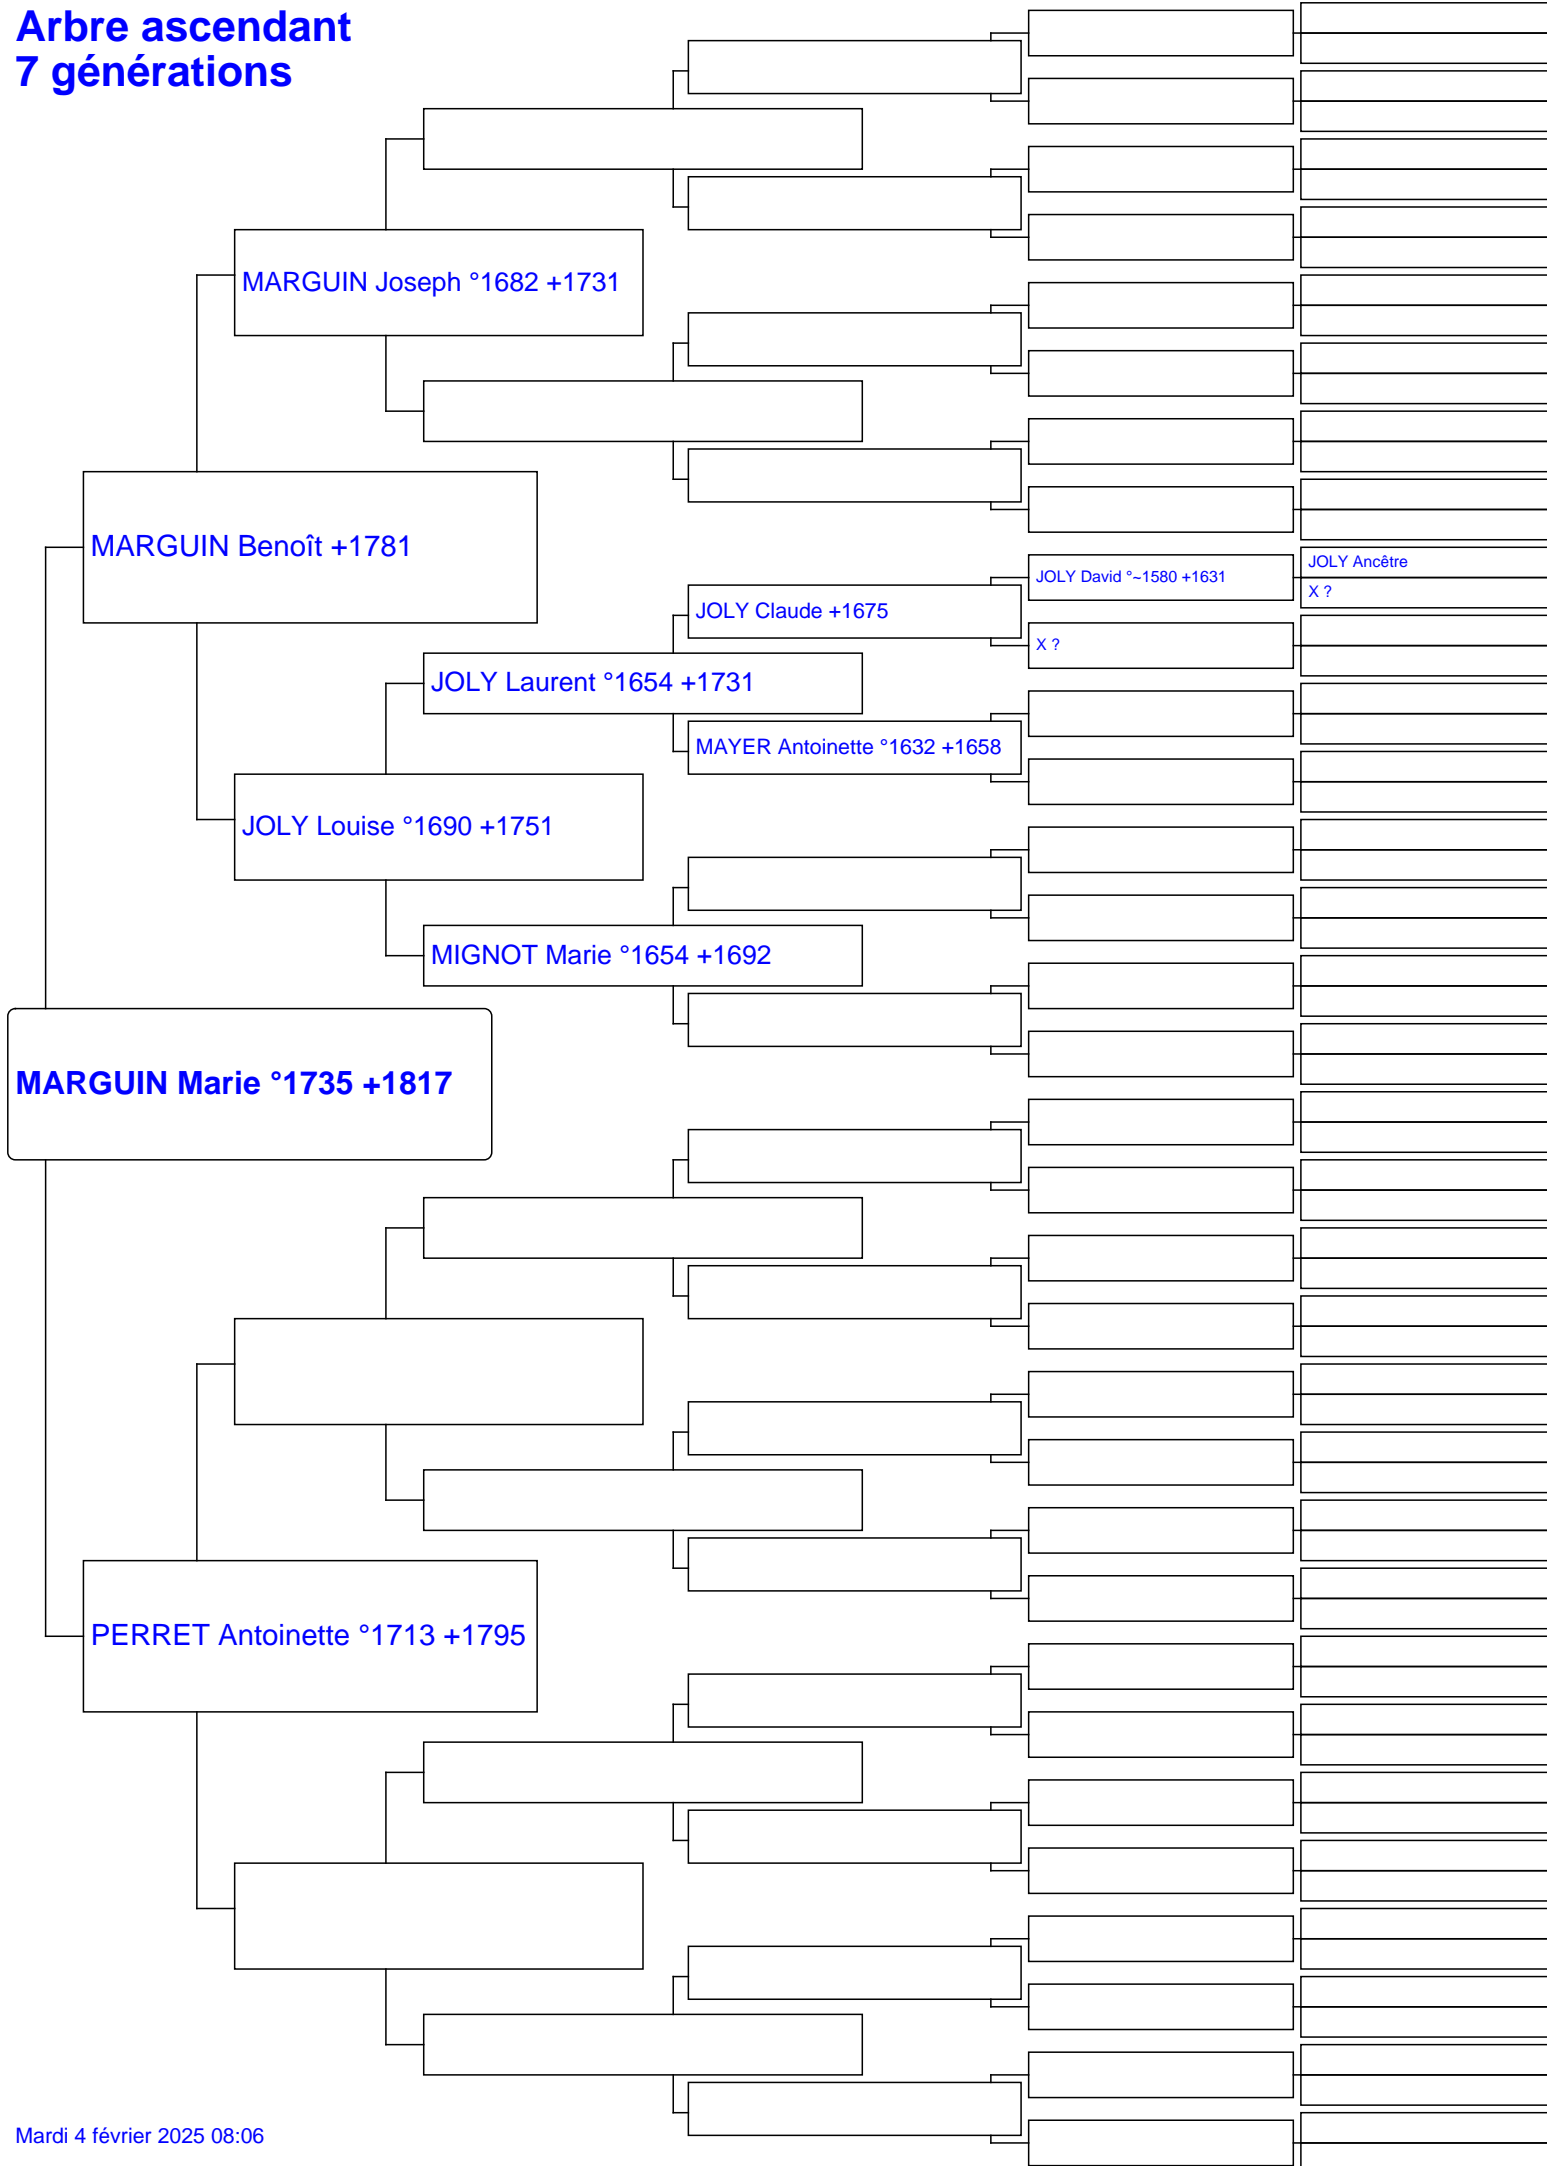 Arbre ascendant
7 générations
MARGUIN Joseph °1682 +1731
MARGUIN Benoît +1781
JOLY David °~1580 +1631
JOLY Ancêtre
X ?
JOLY Claude +1675
X ?
JOLY Laurent °1654 +1731
MAYER Antoinette °1632 +1658
JOLY Louise °1690 +1751
MIGNOT Marie °1654 +1692
MARGUIN Marie °1735 +1817
PERRET Antoinette °1713 +1795
Mardi 4 février 2025 08:06